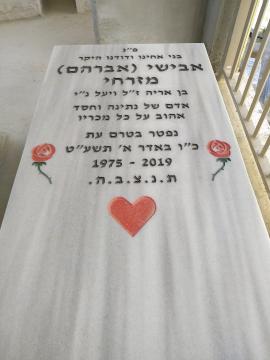 פ"נ
בני אחינו ודודנו היקר
אבישי (אברהם)
מזרחי
בן אריה ז"ל ויעל נ"י
אדם של נתינה וחסד
אהוב על כל מכריו
נפטר בטרם עת
כ"ו באדר א' תשע"ט
1975 - 2019
ת.נ.צ.ב.ה.